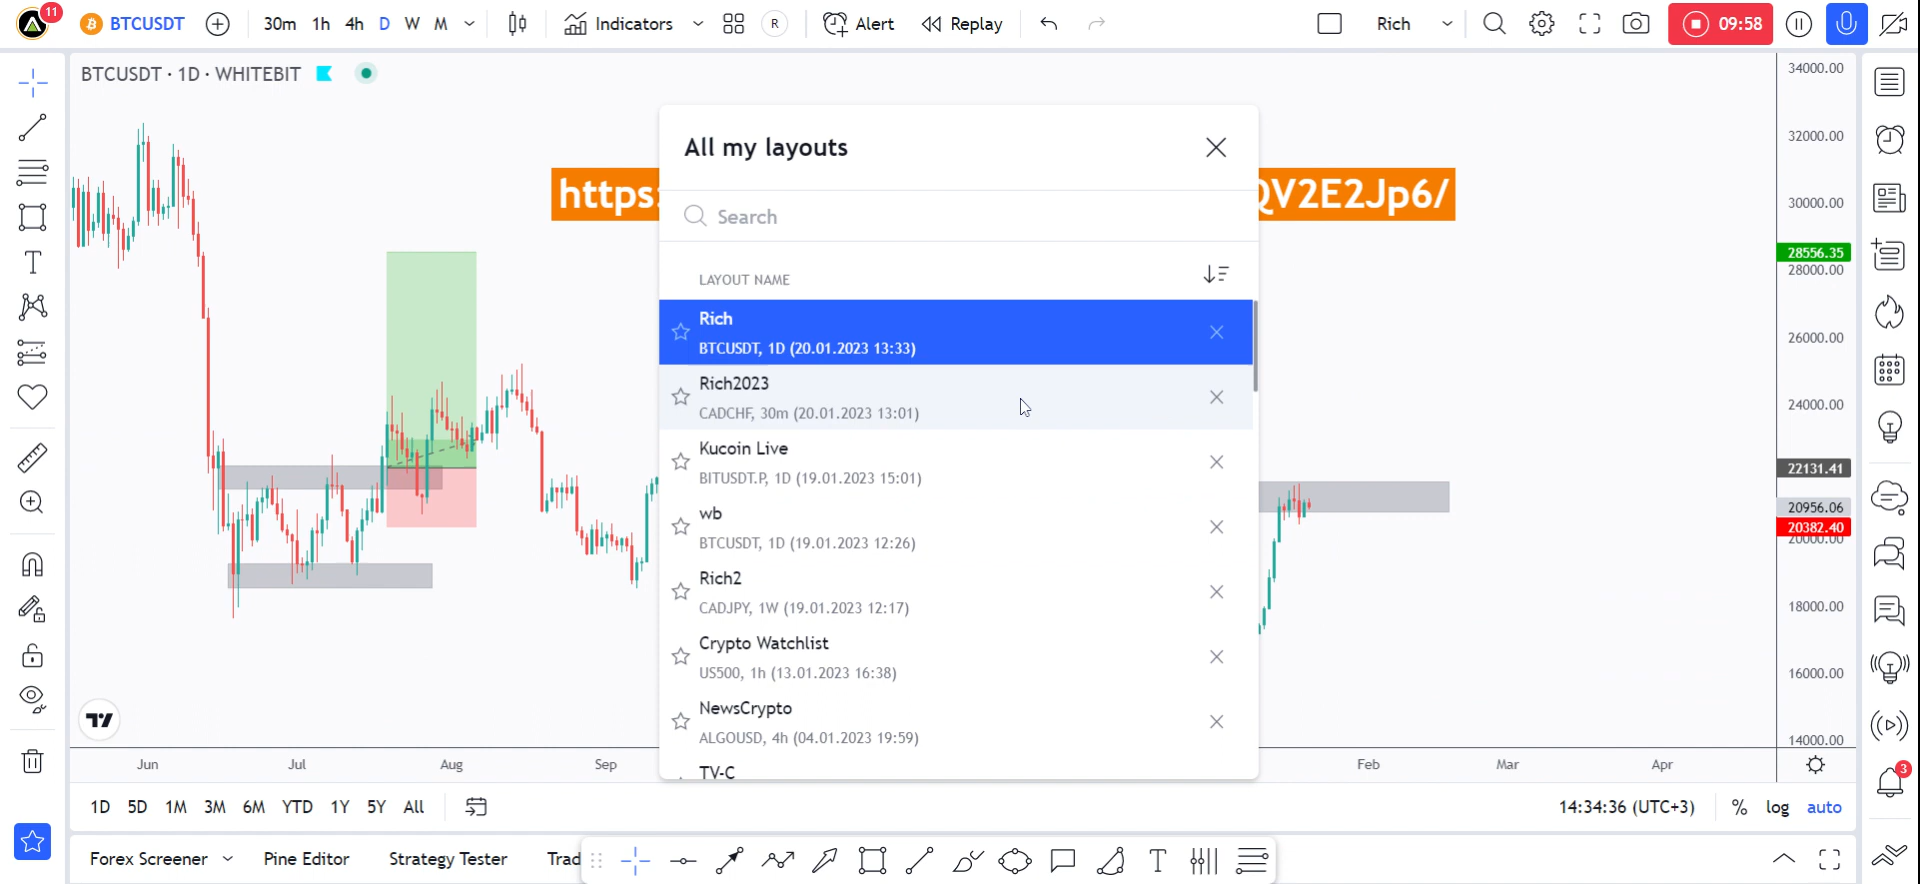 11
BTCUSDT
30m 1h 4h D W M
Indicators
R
Alert
Replay
Rich
09:58
BTCUSDT · 1D · WHITEBIT
34000.00
32000.00
30000.00
28556.35
28000.00
26000.00
24000.00
22131.41
20956.06
20382.40
20000.00
18000.00
16000.00
14000.00
https:
QV2E2Jp6/
All my layouts
Search
LAYOUT NAME
Rich
BTCUSDT, 1D (20.01.2023 13:33)
Rich2023
CADCHF, 30m (20.01.2023 13:01)
Kucoin Live
BITUSDT.P, 1D (19.01.2023 15:01)
wb
BTCUSDT, 1D (19.01.2023 12:26)
Rich2
CADJPY, 1W (19.01.2023 12:17)
Crypto Watchlist
US500, 1h (13.01.2023 16:38)
NewsCrypto
ALGOUSD, 4h (04.01.2023 19:59)
TV-C
Jun Jul Aug Sep Feb Mar Apr
3
1D 5D 1M 3M 6M YTD 1Y 5Y All
14:34:36 (UTC+3) % log auto
Forex Screener Pine Editor Strategy Tester Trad
T